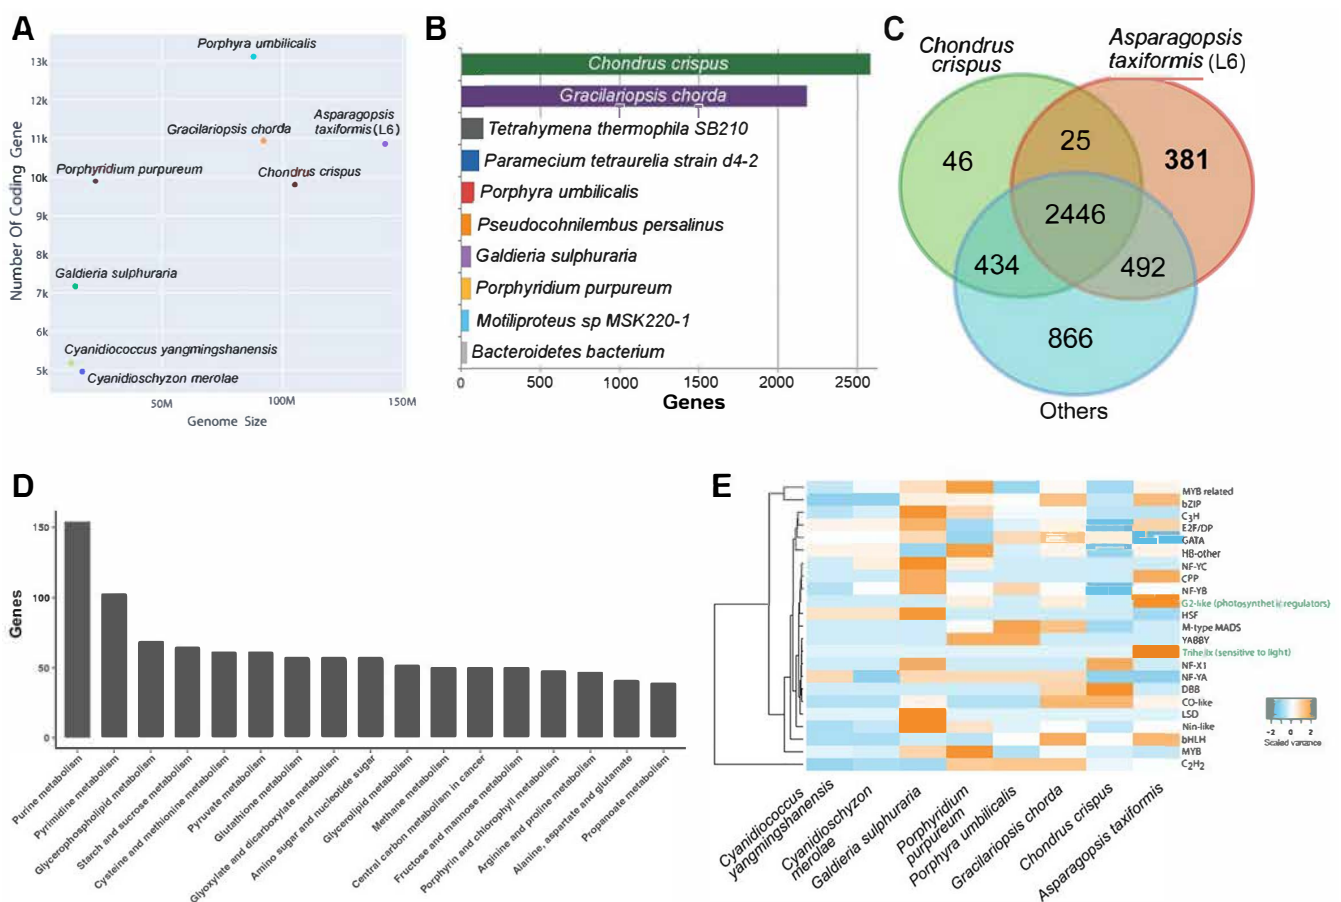 A
Porphyra umbilicalis
13k
12k
Asparagopsis
taxiformis (L6)
11k
Gracilariopsis chorda
10k
Porphyridium purpureum
Chondrus crispus
9k
8k
Galdieria sulphuraria
7k
6k
Cyanidiococcus yangmingshanensis
5k
Cyanidioschyzon merolae
50M
100M
150M
Number Of Coding Gene
Genome Size
B
Chondrus crispus
Gracilariopsis chorda
Tetrahymena thermophila SB210
Paramecium tetraurelia strain d4-2
Porphyra umbilicalis
Pseudocohnilembus persalinus
Galdieria sulphuraria
Porphyridium purpureum
Motiliproteus sp MSK220-1
Bacteroidetes bacterium
0
500
1000
1500
2000
2500
Genes
C
Chondrus
crispus
Asparagopsis
taxiformis (L6)
46
25
381
2446
434
492
866
Others
D
Genes
150
100
50
0
Purine metabolism
Pyrimidine metabolism
Glycerophospholipid metabolism
Starch and sucrose metabolism
Cysteine and methionine metabolism
Pyruvate metabolism
Glutathione metabolism
Glyoxylate and dicarboxylate metabolism
Amino sugar and nucleotide sugar
Glycerolipid metabolism
Methane metabolism
Central carbon metabolism in cancer
Fructose and mannose metabolism
Porphyrin and chlorophyll metabolism
Arginine and proline metabolism
Alanine, aspartate and glutamate
Propanoate metabolism
E
MYB related
bZIP
C3H
E2F/DP
GATA
HB-other
NF-YC
CPP
NF-YB
G2-like (photosynthetic regulators)
HSF
M-type MADS
YABBY
Trihelix (sensitive to light)
NF-X1
NF-YA
DBB
CO-like
LSD
Nin-like
bHLH
MYB
C2H2
-2 0 2
Scaled variance
Cyanidiococcus
yangmingshanensis
Cyanidioschyzon
merolae
Galdieria sulphuraria
Porphyridium
purpureum
Porphyra umbilicalis
Gracilariopsis chorda
Chondrus crispus
Asparagopsis taxiformis